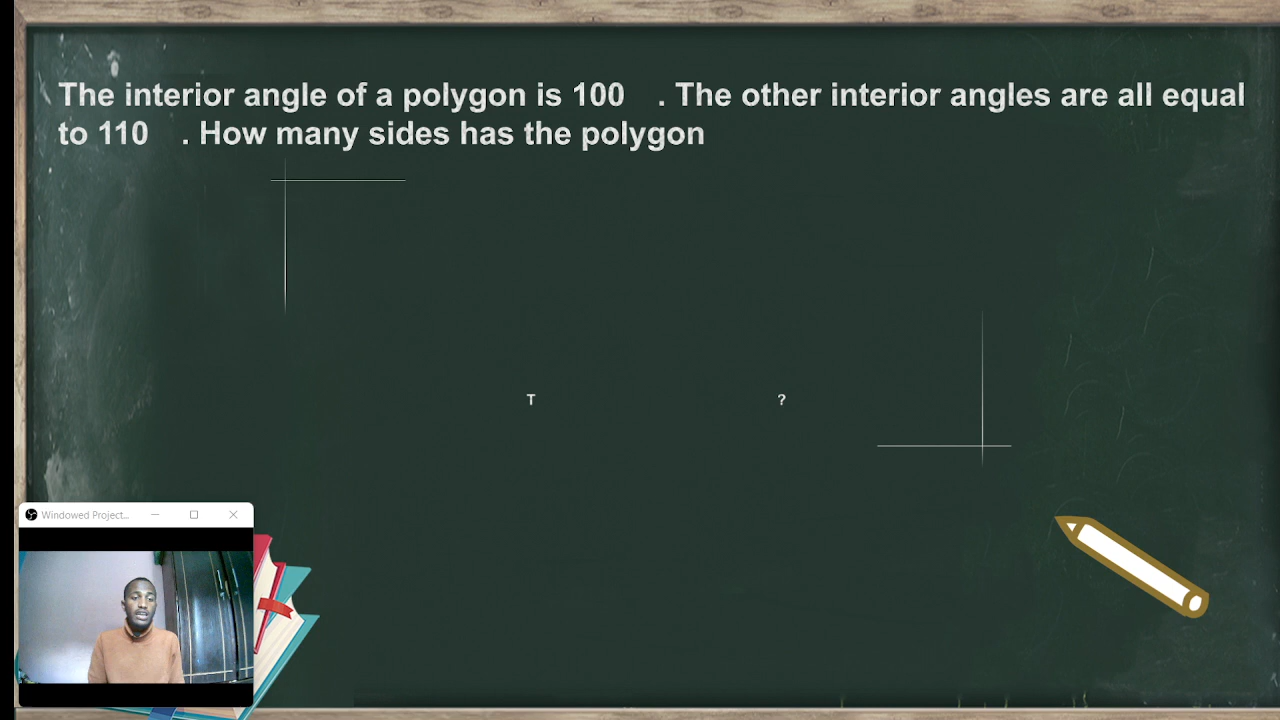 The interior angle of a polygon is 100 . The other interior angles are all equal
to 110 . How many sides has the polygon
T ?
Windowed Project...